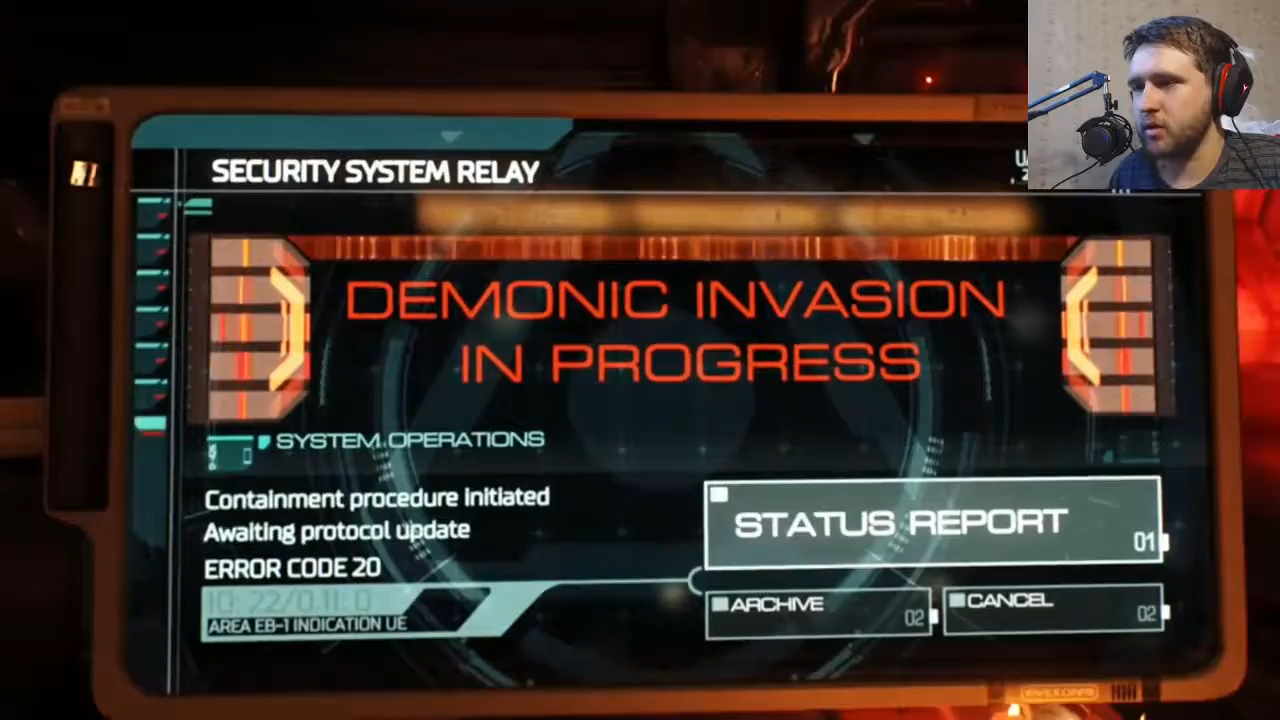 SECURITY SYSTEM RELAY
DEMONIC INVASION
IN PROGRESS
SYSTEM OPERATIONS
Containment procedure initiated
Awaiting protocol update
ERROR CODE 20
AREA EB-1 INDICATION UE
STATUS REPORT
01
ARCHIVE
02
CANCEL
02